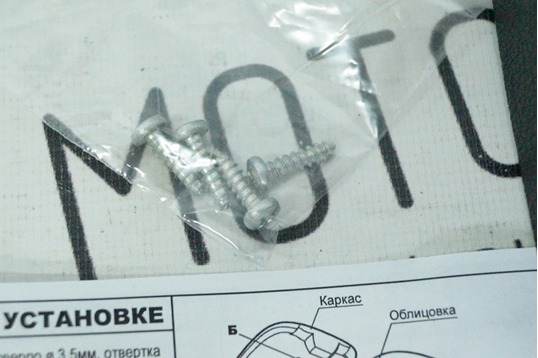 МОТО
УСТАНОВКЕ
Каркас
Облицовка
Б
ø 3,5мм, отвертка